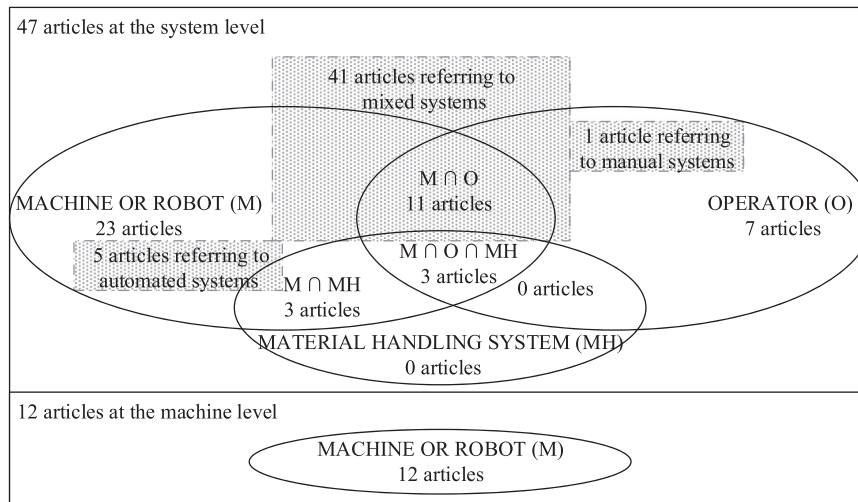 47 articles at the system level
41 articles referring to
mixed systems
1 article referring
to manual systems
M ∩ O
11 articles
MACHINE OR ROBOT (M)
23 articles
OPERATOR (O)
7 articles
5 articles referring to
automated systems
M ∩ O ∩ MH
3 articles
M ∩ MH
3 articles
0 articles
MATERIAL HANDLING SYSTEM (MH)
0 articles
12 articles at the machine level
MACHINE OR ROBOT (M)
12 articles